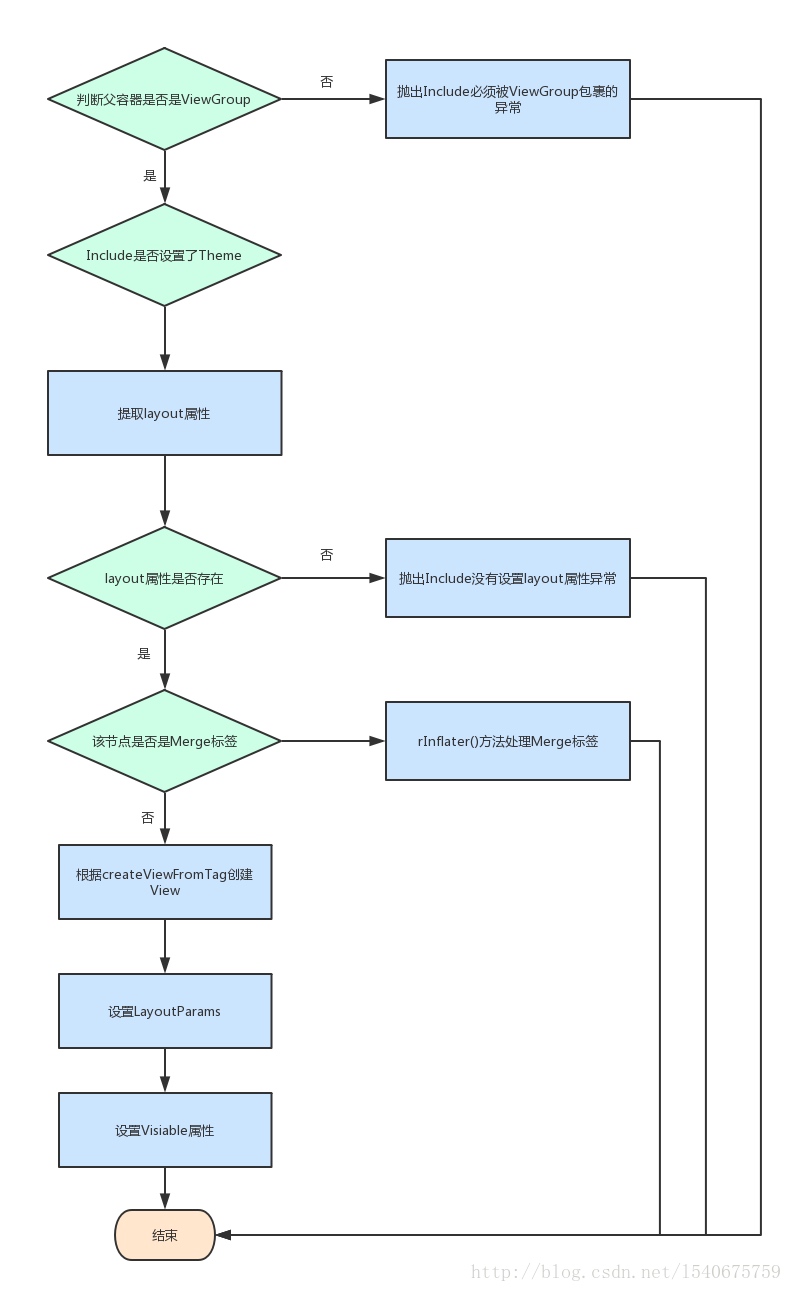 判断父容器是否是ViewGroup
否
抛出Include必须被ViewGroup包裹的
异常
是
Include是否设置了Theme
提取layout属性
layout属性是否存在
否
抛出Include没有设置layout属性异常
是
该节点是否是Merge标签
rInflater()方法处理Merge标签
否
根据createViewFromTag创建
View
设置LayoutParams
设置Visiable属性
结束
http://blog.csdn.net/l540675759